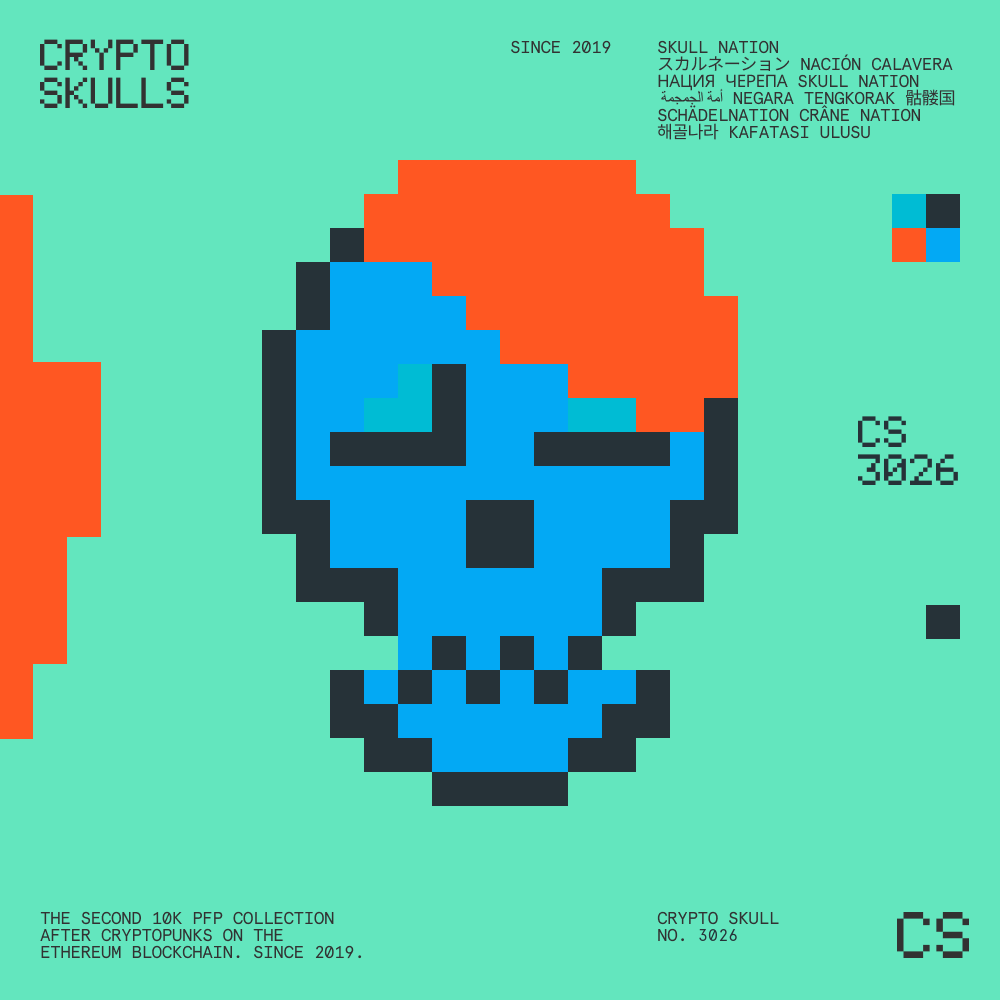 CRYPTO
SKULLS
SINCE 2019
SKULL NATION
スカルネーション NACIÓN CALAVERA
НАЦИЯ ЧЕРЕПА SKULL NATION
أمة الجمجمة NEGARA TENGKORAK 骷髅国
SCHÄDELNATION CRÂNE NATION
해골나라 KAFATASI ULUSU
CS
3026
THE SECOND 10K PFP COLLECTION
AFTER CRYPTOPUNKS ON THE
ETHEREUM BLOCKCHAIN. SINCE 2019.
CRYPTO SKULL
NO. 3026
CS